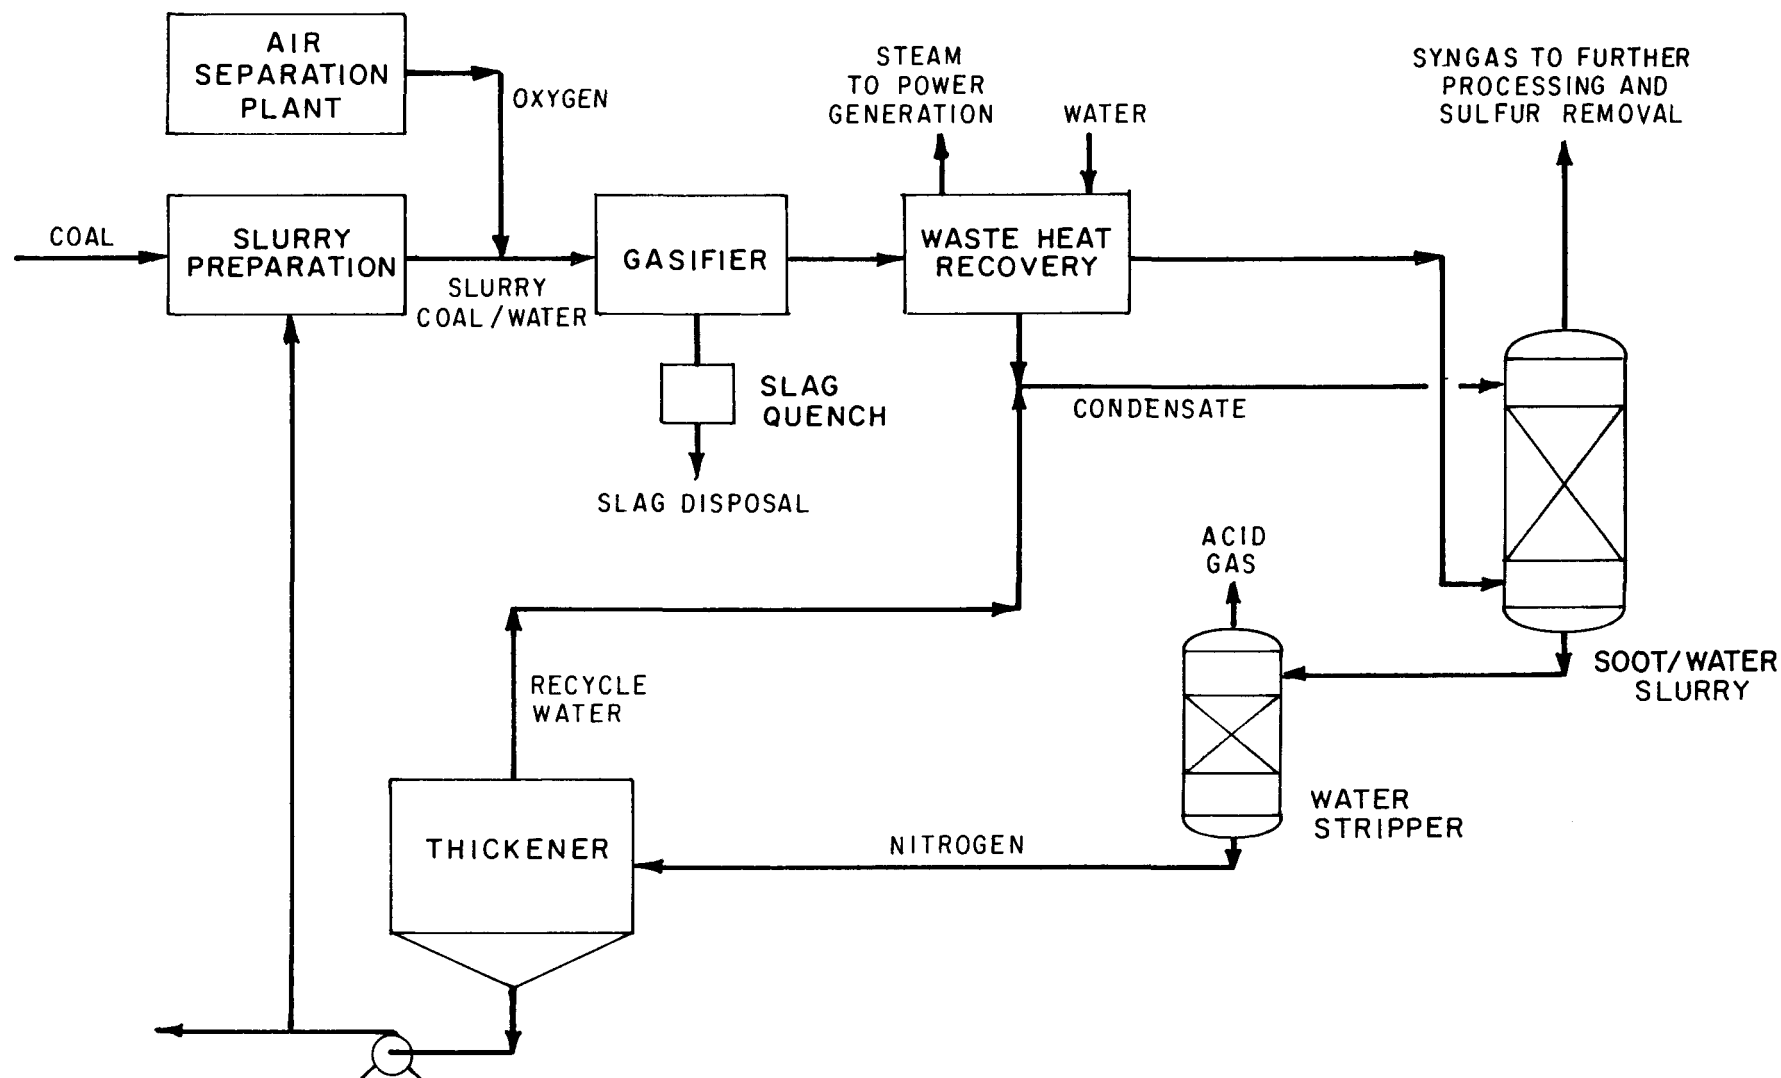 AIR
SEPARATION
PLANT
OXYGEN
STEAM
TO POWER
GENERATION
WATER
SYNGAS TO FURTHER
PROCESSING AND
SULFUR REMOVAL
COAL
SLURRY
PREPARATION
SLURRY
COAL/WATER
GASIFIER
WASTE HEAT
RECOVERY
SLAG
QUENCH
SLAG DISPOSAL
CONDENSATE
ACID
GAS
RECYCLE
WATER
SOOT/WATER
SLURRY
WATER
STRIPPER
THICKENER
NITROGEN